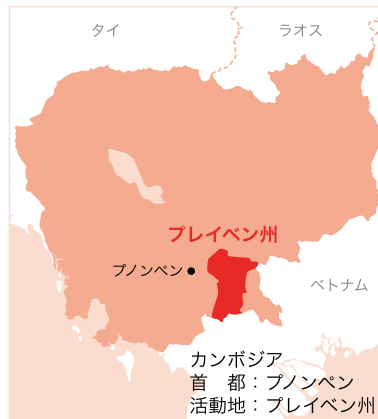 タイ
ラオス
プレイベン州
プノンペン
ベトナム
カンボジア
首　都：プノンペン
活動地：プレイベン州